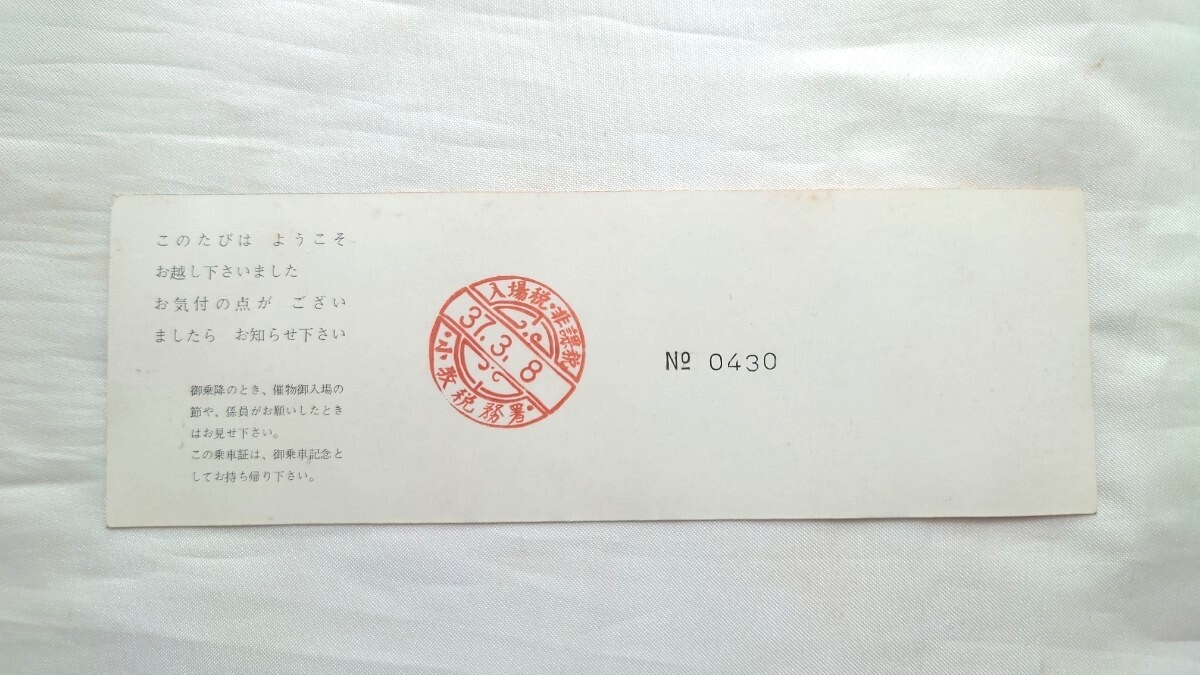 このたびは ようこそ
お越し下さいました
お気付の点が ござい
ましたら お知らせ下さい
御乗降のとき、催物御入場の
節や、係員がお願いしたとき
はお見せ下さい。
この乗車証は、御乗車記念と
してお持ち帰り下さい。
入場税・非課税
37.3.8
小牧税務署
№ 0430